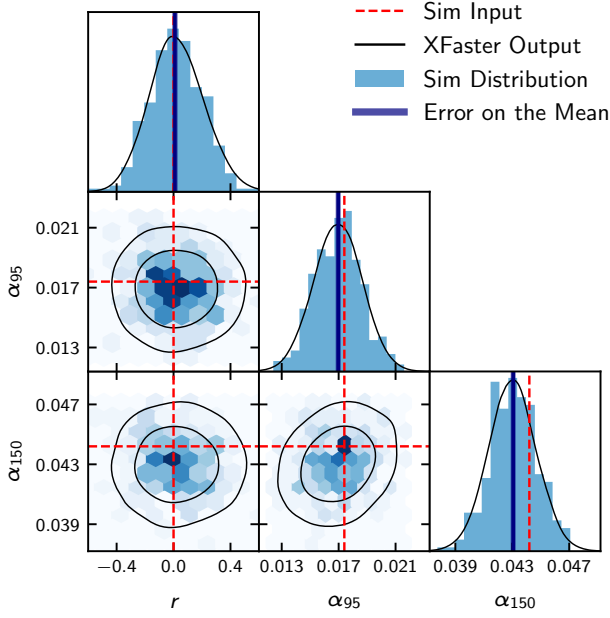 Sim Input
XFaster Output
Sim Distribution
Error on the Mean
0.021
0.017
0.013
α95
0.047
0.043
0.039
α150
−0.4 0.0 0.4
0.013 0.017 0.021
0.039 0.043 0.047
r
α95
α150